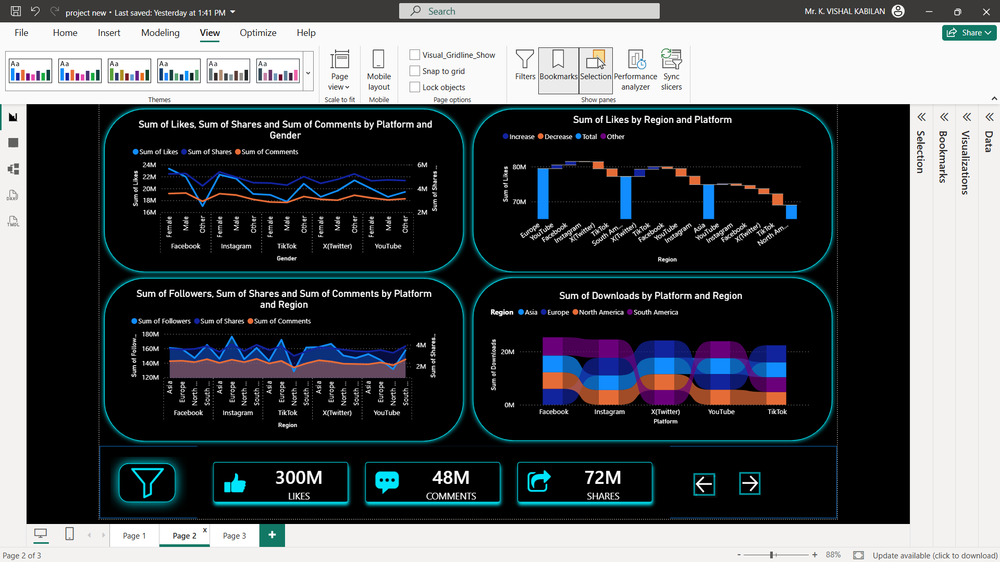 project new • Last saved: Yesterday at 1:41 PM
Search
Mr. K. VISHAL KABILAN
File
Home
Insert
Modeling
View
Optimize
Help
Share
Aa
Aa
Aa
Aa
Aa
Aa
Themes
Page view
Scale to fit
Mobile layout
Mobile
Visual_Gridline_Show
Snap to grid
Lock objects
Page options
Filters
Bookmarks
Selection
Performance analyzer
Sync slicers
Show panes
DAX
TMDL
Sum of Likes, Sum of Shares and Sum of Comments by Platform and
Gender
Sum of Likes Sum of Shares Sum of Comments
Sum of Likes
24M
22M
20M
18M
16M
6M
4M
2M
Sum of Shares ...
Female
Male
Other
Female
Male
Other
Female
Male
Other
Female
Male
Other
Female
Male
Other
Facebook
Instagram
TikTok
X(Twitter)
YouTube
Gender
Sum of Likes by Region and Platform
Increase Decrease Total Other
Sum of Likes
80M
70M
Europe
YouTube
Facebook
Instagram
X(Twitter)
TikTok
South Am...
X(Twitter)
TikTok
Facebook
YouTube
Instagram
Asia
YouTube
Instagram
Facebook
X(Twitter)
TikTok
North Am...
Region
Sum of Followers, Sum of Shares and Sum of Comments by Platform
and Region
Sum of Followers Sum of Shares Sum of Comments
Sum of Follow...
180M
160M
140M
120M
4M
2M
Sum of Shares...
Asia
Europe
North ...
South ...
Asia
Europe
North ...
South ...
Asia
Europe
North ...
South ...
Asia
Europe
North ...
South ...
Asia
Europe
North ...
South ...
Facebook
Instagram
TikTok
X(Twitter)
YouTube
Region
Sum of Downloads by Platform and Region
Region Asia Europe North America South America
Sum of Downloads
20M
0M
Facebook
Instagram
X(Twitter)
YouTube
TikTok
Platform
300M
LIKES
48M
COMMENTS
72M
SHARES
Selection
Bookmarks
Visualizations
Data
Page 1
Page 2
x
Page 3
+
Page 2 of 3
- + 88%
Update available (click to download)